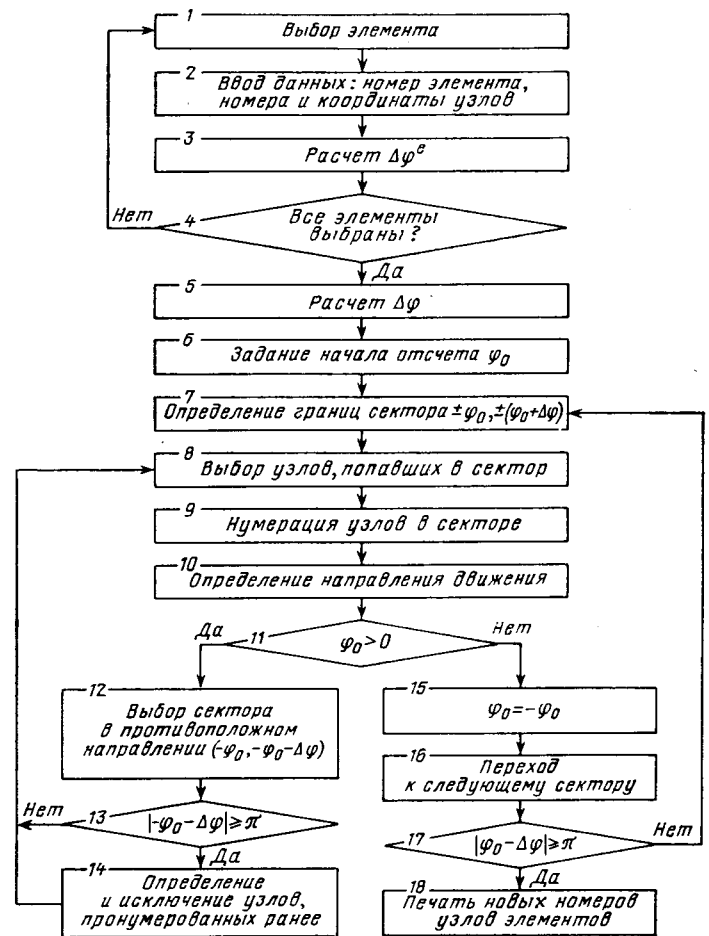 1
Выбор элемента
2
Ввод данных: номер элемента,
номера и координаты узлов
3
Расчет Δφᵉ
Нет
4
Все элементы
выбраны?
Да
5
Расчет Δφ
6
Задание начала отсчета φ₀
7
Определение границ сектора ±φ₀, ±(φ₀+Δφ)
8
Выбор узлов, попавших в сектор
9
Нумерация узлов в секторе
10
Определение направления движения
Да
11
φ₀>0
Нет
12
Выбор сектора
в противоположном
направлении (-φ₀, -φ₀-Δφ)
Нет
13
|-φ₀-Δφ|≥π
Да
14
Определение
и исключение узлов,
пронумерованных ранее
15
φ₀=-φ₀
16
Переход
к следующему сектору
17
|φ₀-Δφ|≥π
Нет
Да
18
Печать новых номеров
узлов элементов